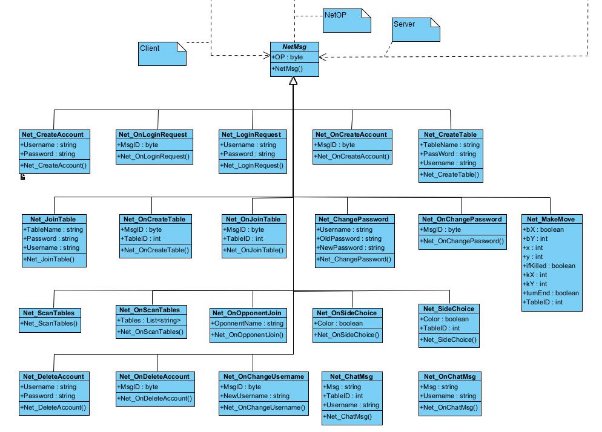 NetOP
Server
Client
NetMsg
+OP : byte
+NetMsg()
Net_CreateAccount
+Username : string
+Password : string
+Net_CreateAccount()
Net_OnLoginRequest
+MsgID : byte
+Net_OnLoginRequest()
Net_LoginRequest
+Username : string
+Password : string
+Net_LoginRequest()
Net_OnCreateAccount
+MsgID : byte
+Net_OnCreateAccount()
Net_CreateTable
+TableName : string
+PassWord : string
+Username : string
+Net_CreateTable()
Net_JoinTable
+TableName : string
+Password : string
+Username : string
+Net_JoinTable()
Net_OnCreateTable
+MsgID : byte
+TableID : int
+Net_OnCreateTable()
Net_OnJoinTable
+MsgID : byte
+TableID : int
+Net_OnJoinTable()
Net_ChangePassword
+Username : string
+OldPassword : string
+NewPassword : string
+Net_ChangePassword()
Net_OnChangePassword
+MsgID : byte
+Net_OnChangePassword()
Net_MakeMove
+bX : boolean
+bY : int
+x : int
+y : int
+ifKilled : boolean
+kX : int
+kY : int
+turnEnd : boolean
+TableID : int
Net_ScanTables
+Net_ScanTables()
Net_OnScanTables
+Tables : List<string>
+Net_OnScanTables()
Net_OnOpponentJoin
+OponnentName : string
+Net_OnOpponentJoin()
Net_OnSideChoice
+Color : boolean
+Net_OnSideChoice()
Net_SideChoice
+Color : boolean
+TableID : int
+Net_SideChoice()
Net_DeleteAccount
+Username : string
+Password : string
+Net_DeleteAccount()
Net_OnDeleteAccount
+MsgID : byte
+Net_OnDeleteAccount()
Net_OnChangeUsername
+MsgID : byte
+NewUsername : string
+Net_OnChangeUsername()
Net_ChatMsg
+Msg : string
+TableID : int
+Username : string
+Net_ChatMsg()
Net_OnChatMsg
+Msg : string
+Username : string
+Net_OnChatMsg()